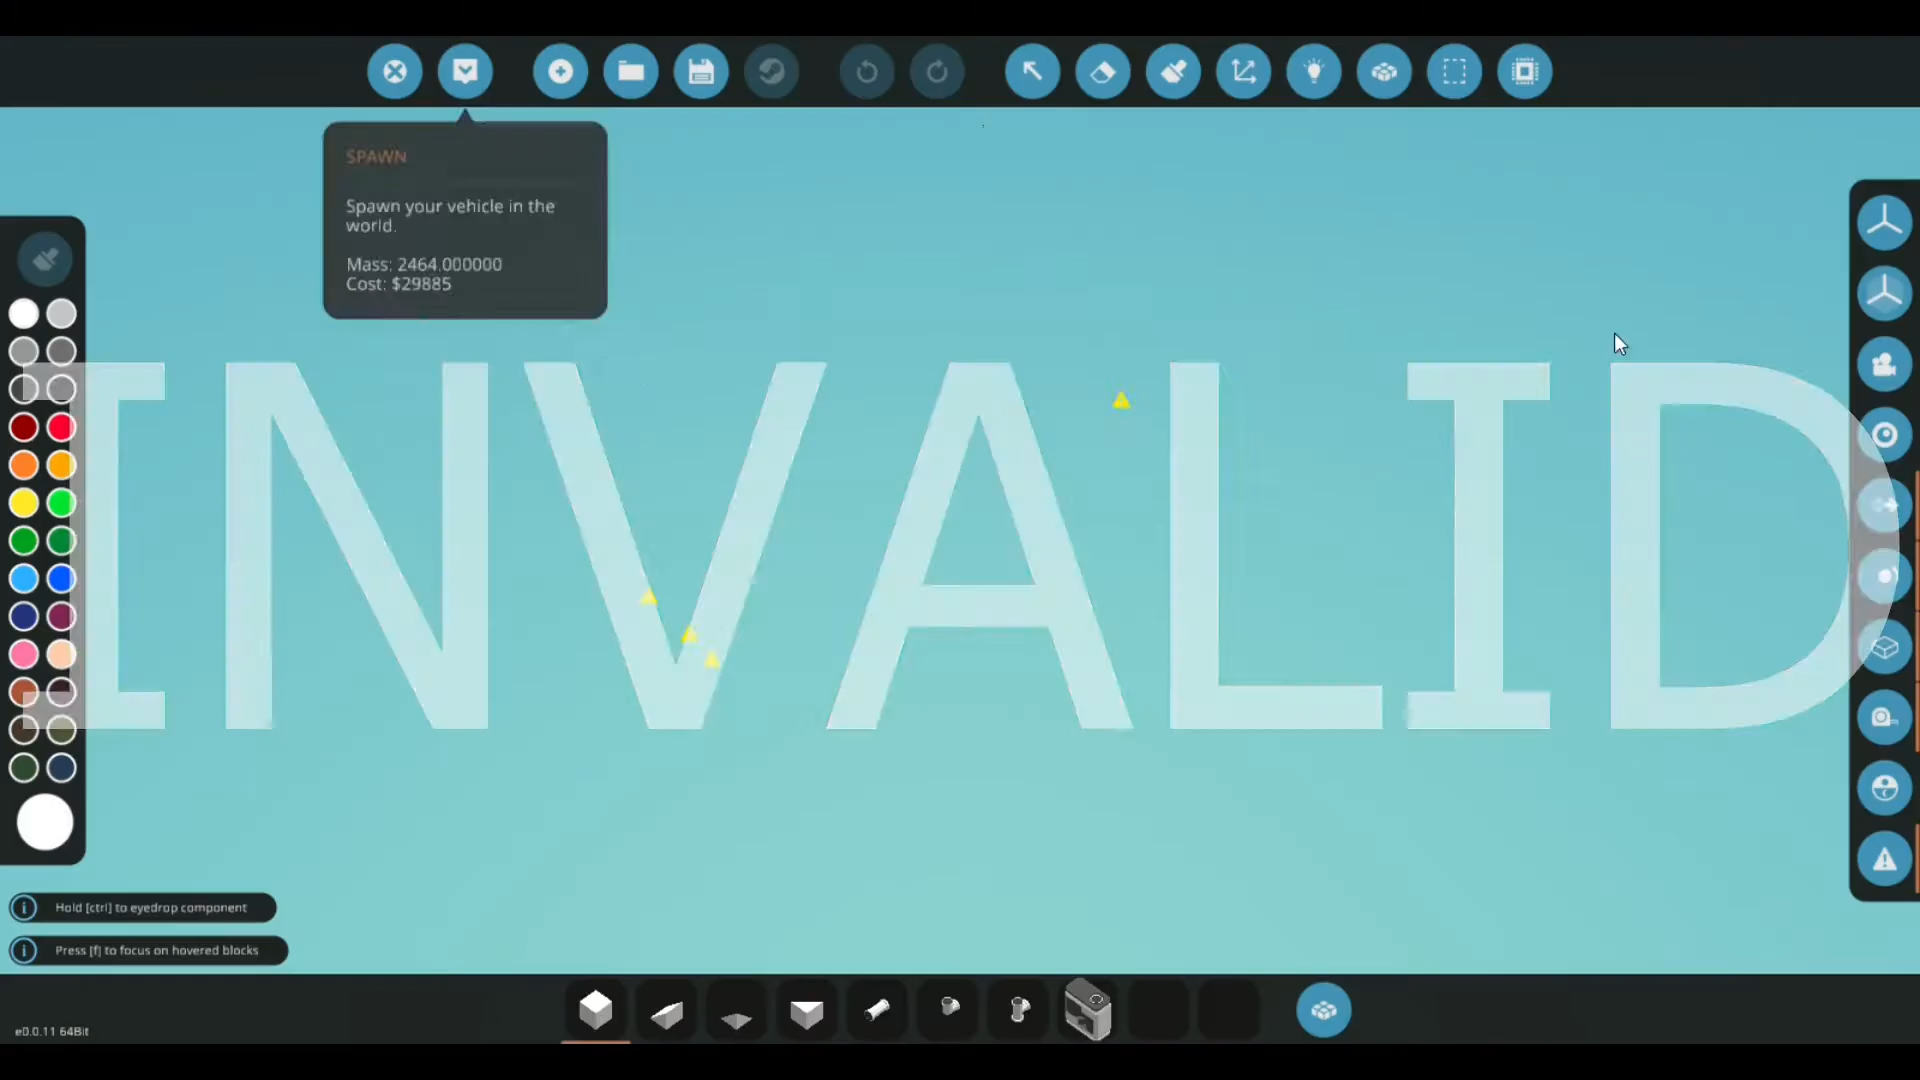 SPAWN
Spawn your vehicle in the
world.
Mass: 2464.000000
Cost: $29885
INVALID
Hold [ctrl] to eyedrop component
Press [f] to focus on hovered blocks
e0.0.11 64Bit